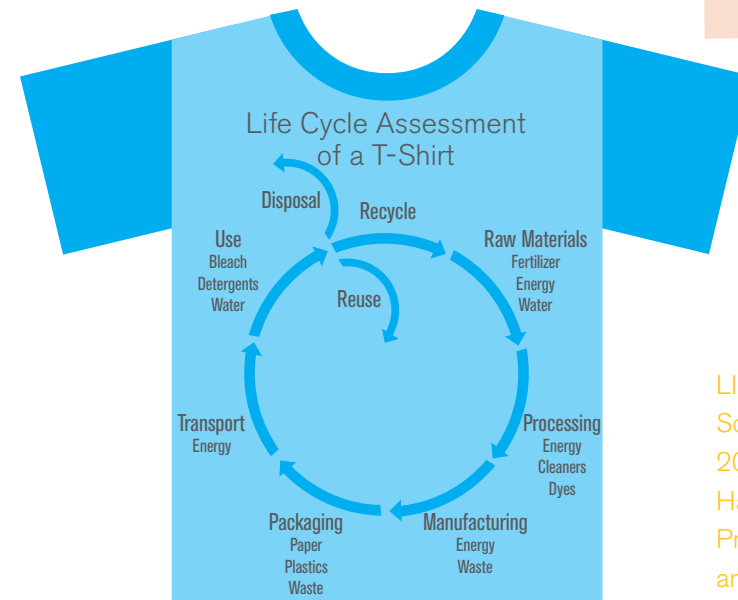 Life Cycle Assessment
of a T-Shirt
Disposal
Recycle
Use
Bleach
Detergents
Water
Reuse
Raw Materials
Fertilizer
Energy
Water
Transport
Energy
Processing
Energy
Cleaners
Dyes
Packaging
Paper
Plastics
Waste
Manufacturing
Energy
Waste